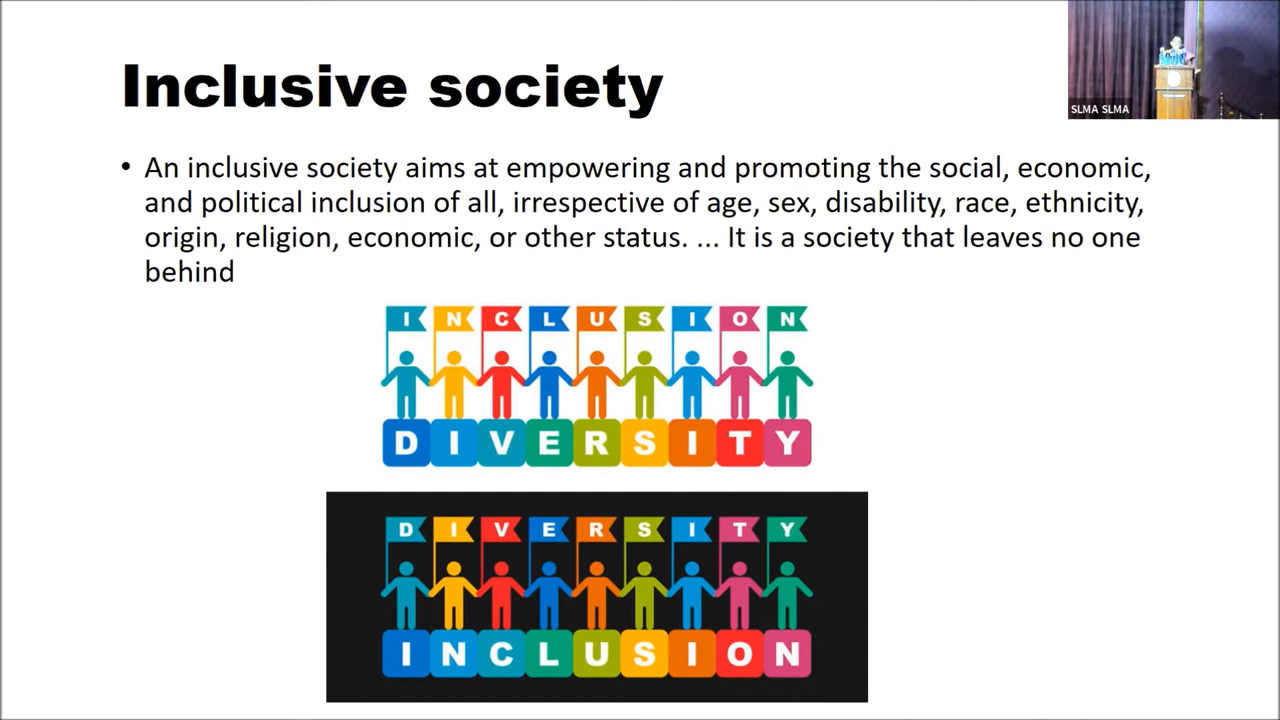 Inclusive society
SLMA SLMA
• An inclusive society aims at empowering and promoting the social, economic,
and political inclusion of all, irrespective of age, sex, disability, race, ethnicity,
origin, religion, economic, or other status. ... It is a society that leaves no one
behind
INCLUSION
DIVERSITY
DIVERSITY
INCLUSION